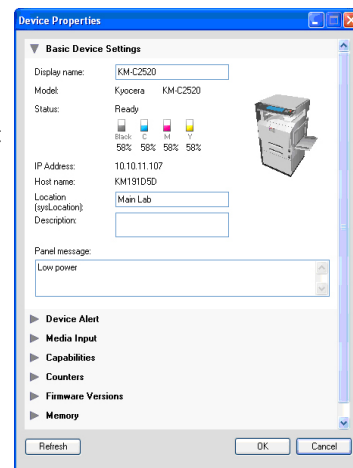 Device Properties
Basic Device Settings
Display name: KM-C2520
Model: Kyocera KM-C2520
Status: Ready
Black C M Y
58% 58% 58% 58%
IP Address: 10.10.11.107
Host name: KM191D5D
Location (sysLocation): Main Lab
Description:
Panel message:
Low power
Device Alert
Media Input
Capabilities
Counters
Firmware Versions
Memory
Refresh OK Cancel